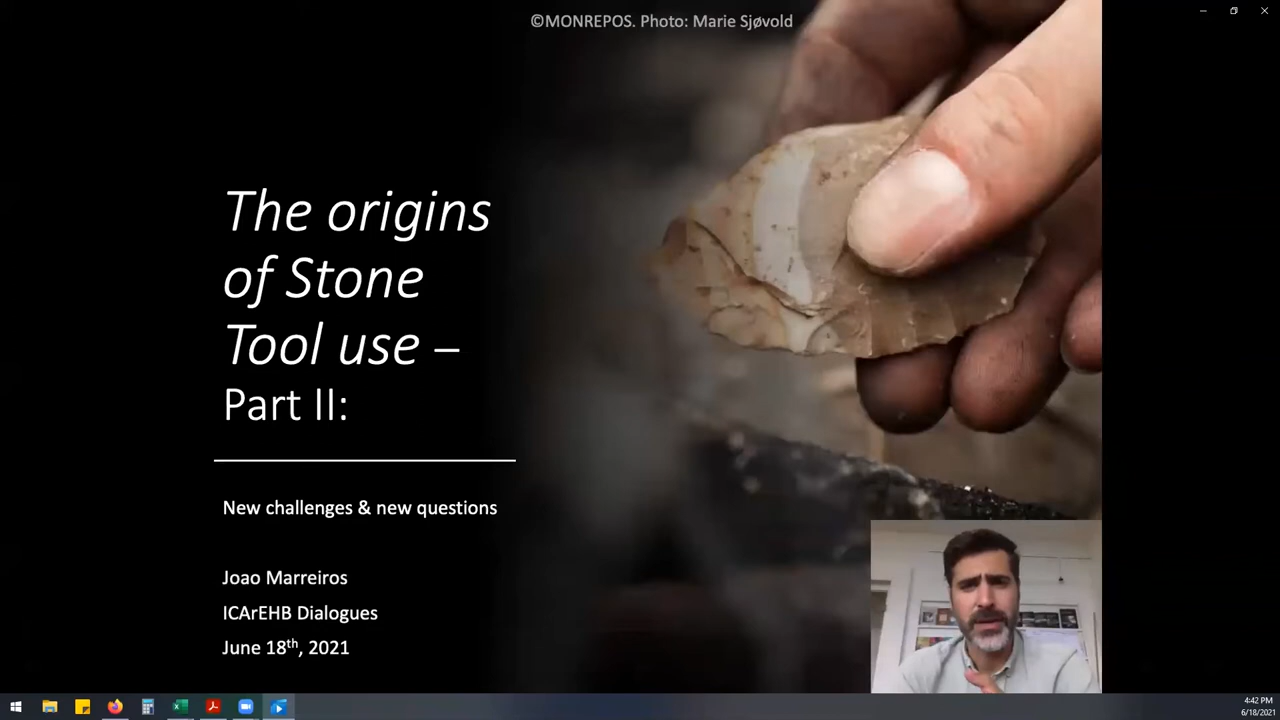 ©MONREPOS. Photo: Marie Sjøvold
The origins
of Stone
Tool use –
Part II:
New challenges & new questions
Joao Marreiros
ICArEHB Dialogues
June 18th, 2021
4:42 PM
6/18/2021